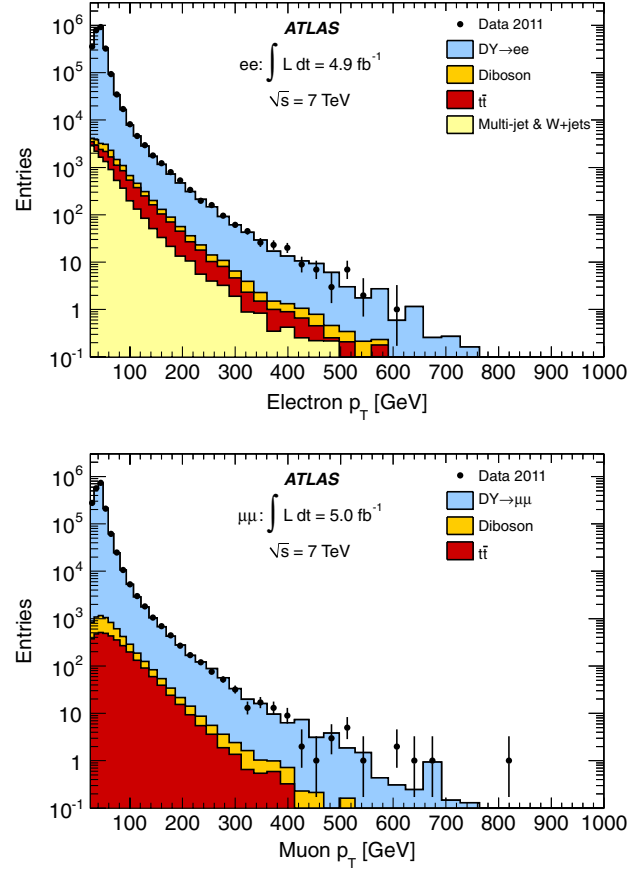 ATLAS
ee: ∫ L dt = 4.9 fb⁻¹
√s = 7 TeV
Data 2011
DY→ee
Diboson
tt̄
Multi-jet & W+jets
Entries
10⁶
10⁵
10⁴
10³
10²
10
1
10⁻¹
100 200 300 400 500 600 700 800 900 1000
Electron p_T [GeV]
ATLAS
μμ: ∫ L dt = 5.0 fb⁻¹
√s = 7 TeV
Data 2011
DY→μμ
Diboson
tt̄
Entries
10⁶
10⁵
10⁴
10³
10²
10
1
10⁻¹
100 200 300 400 500 600 700 800 900 1000
Muon p_T [GeV]